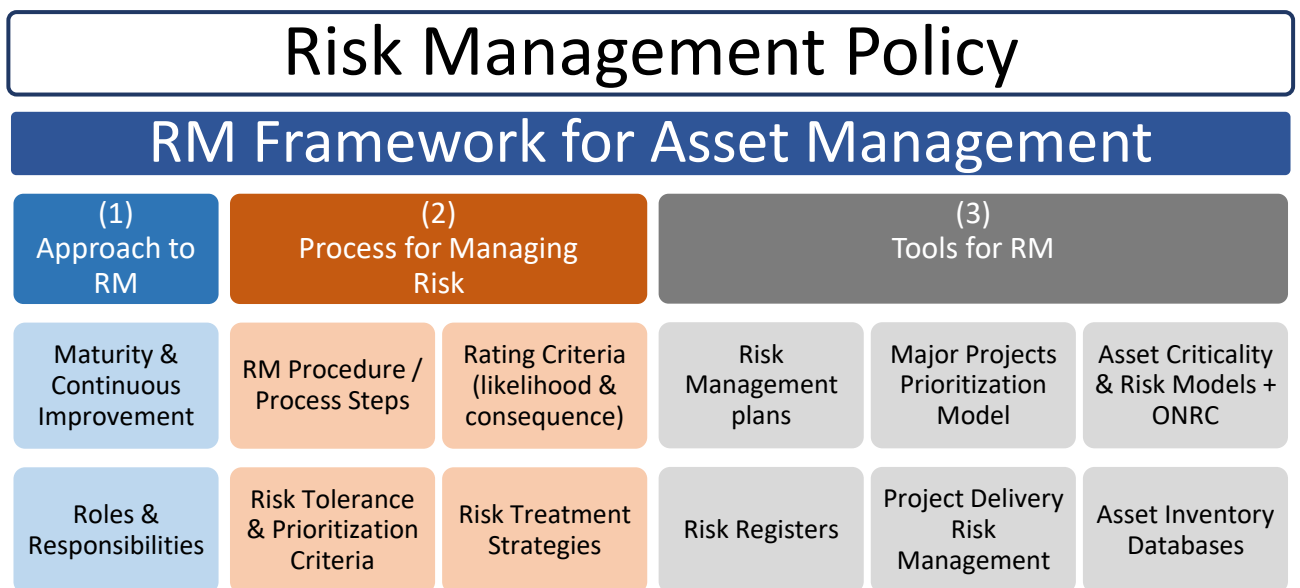 Risk Management Policy
RM Framework for Asset Management
(1)
Approach to
RM
(2)
Process for Managing
Risk
(3)
Tools for RM
Maturity &
Continuous
Improvement
RM Procedure /
Process Steps
Rating Criteria
(likelihood &
consequence)
Risk
Management
plans
Major Projects
Prioritization
Model
Asset Criticality
& Risk Models +
ONRC
Roles &
Responsibilities
Risk Tolerance
& Prioritization
Criteria
Risk Treatment
Strategies
Risk Registers
Project Delivery
Risk
Management
Asset Inventory
Databases